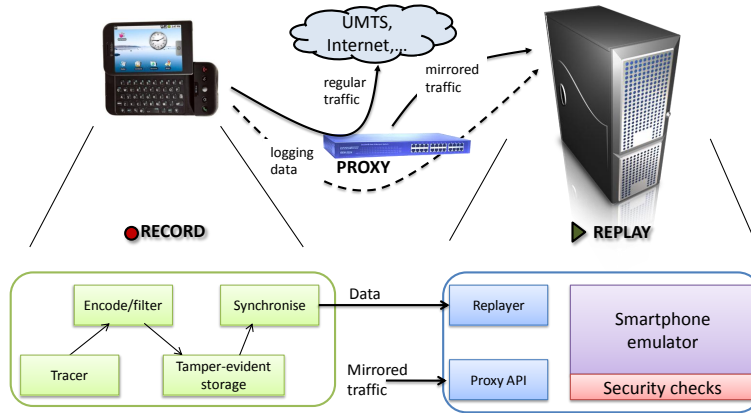 UMTS,
Internet,...
regular
traffic
mirrored
traffic
logging
data
PROXY
RECORD
REPLAY
Encode/filter
Synchronise
Tracer
Tamper-evident
storage
Data
Mirrored
traffic
Replayer
Proxy API
Smartphone
emulator
Security checks